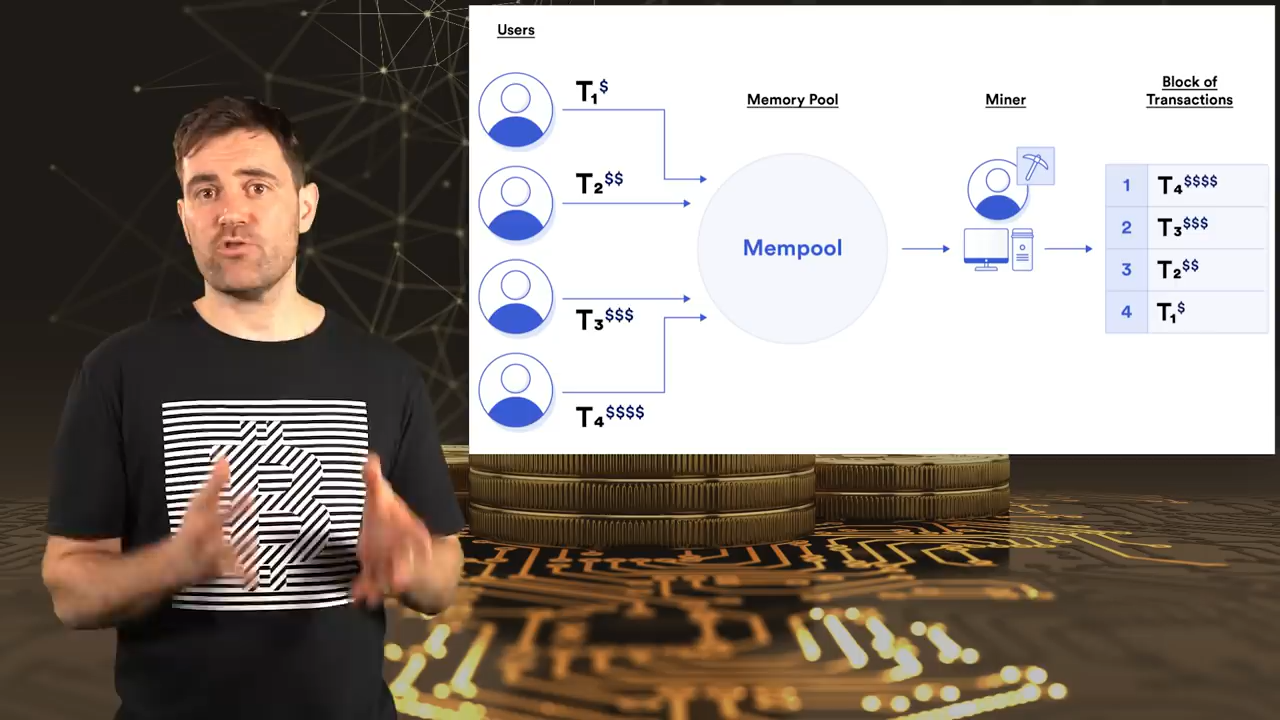 Users
T₁$
T₂$$
T₃$$$
T₄$$$$
Memory Pool
Mempool
Miner
Block of
Transactions
1 T₄$$$$
2 T₃$$$
3 T₂$$
4 T₁$